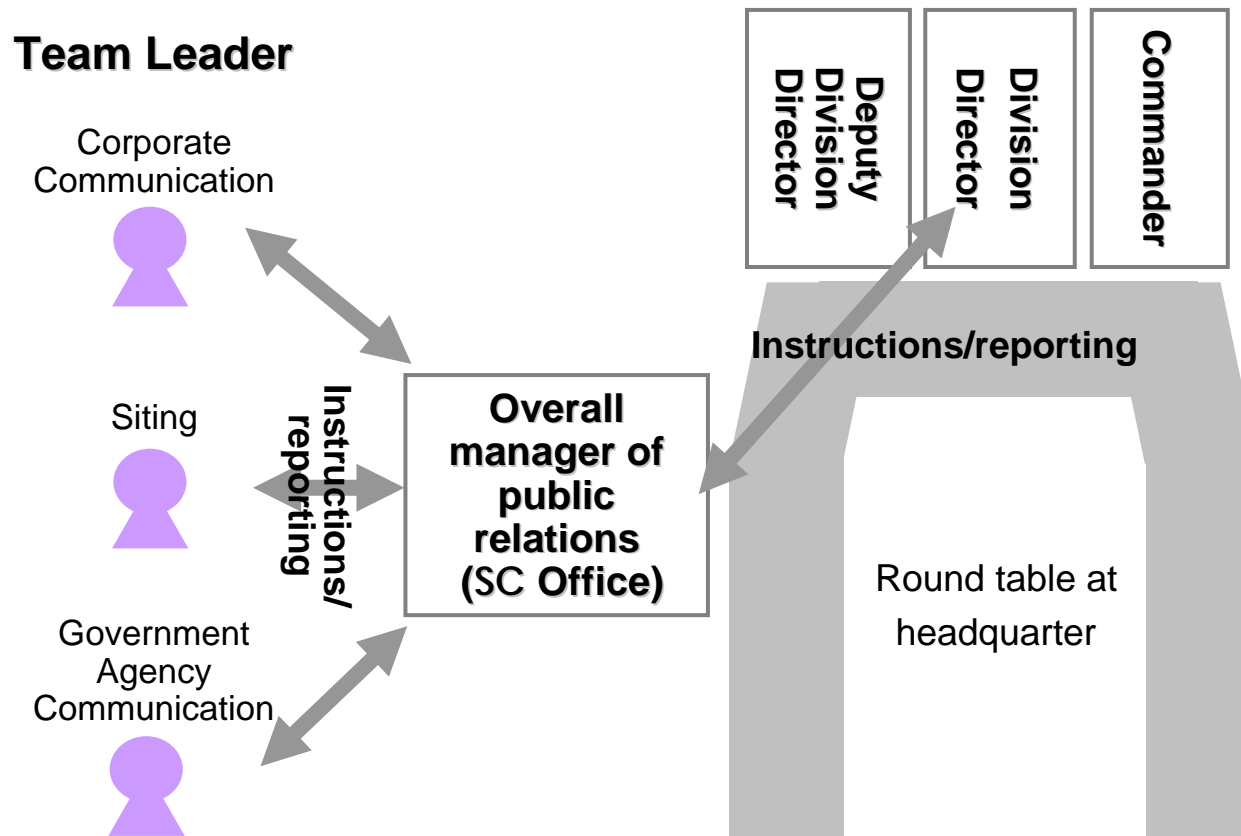 Team Leader
Corporate
Communication
Siting
Government
Agency
Communication
Instructions/
reporting
Overall
manager of
public
relations
(SC Office)
Deputy
Division
Director
Division
Director
Commander
Instructions/reporting
Round table at
headquarter